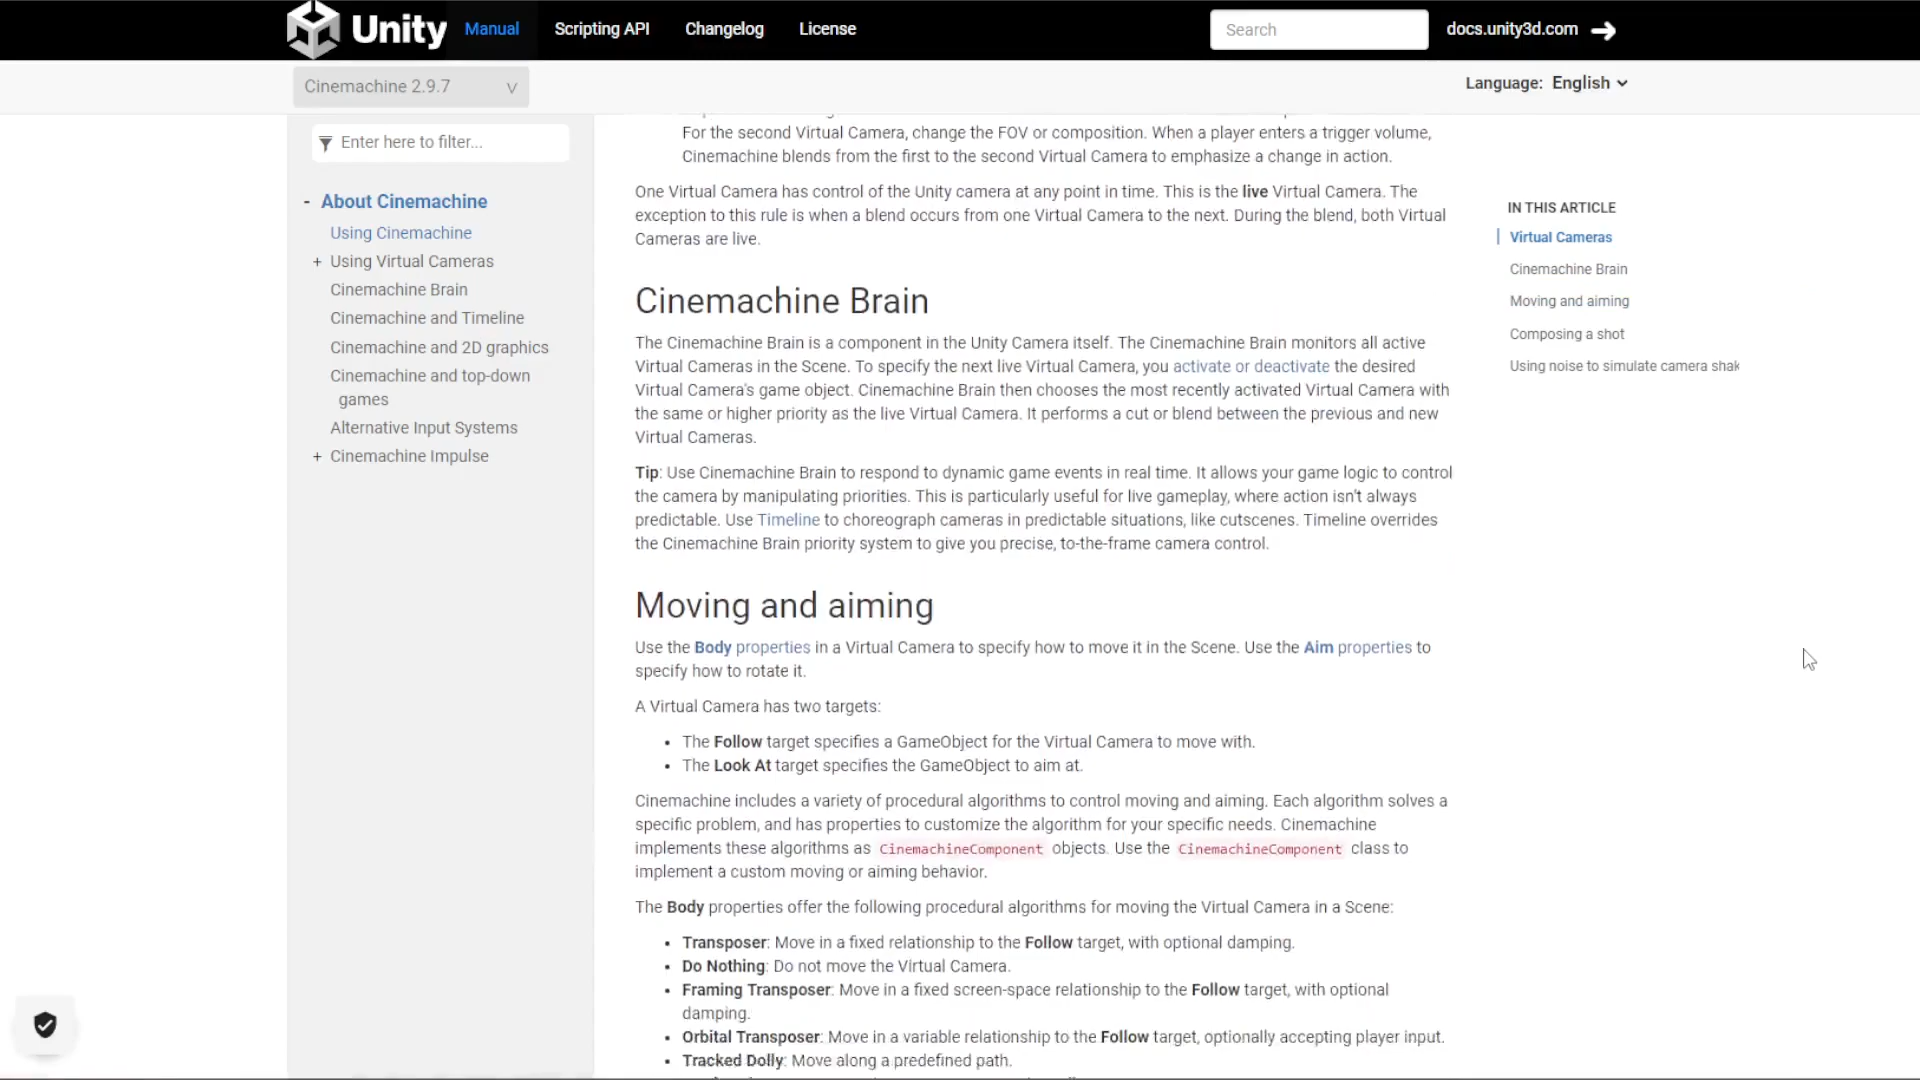 Unity
Manual
Scripting API
Changelog
License
Search
docs.unity3d.com
Cinemachine 2.9.7
Language: English
Enter here to filter...
- About Cinemachine
Using Cinemachine
+ Using Virtual Cameras
Cinemachine Brain
Cinemachine and Timeline
Cinemachine and 2D graphics
Cinemachine and top-down
games
Alternative Input Systems
+ Cinemachine Impulse
For the second Virtual Camera, change the FOV or composition. When a player enters a trigger volume,
Cinemachine blends from the first to the second Virtual Camera to emphasize a change in action.
One Virtual Camera has control of the Unity camera at any point in time. This is the live Virtual Camera. The
exception to this rule is when a blend occurs from one Virtual Camera to the next. During the blend, both Virtual
Cameras are live.
Cinemachine Brain
The Cinemachine Brain is a component in the Unity Camera itself. The Cinemachine Brain monitors all active
Virtual Cameras in the Scene. To specify the next live Virtual Camera, you activate or deactivate the desired
Virtual Camera's game object. Cinemachine Brain then chooses the most recently activated Virtual Camera with
the same or higher priority as the live Virtual Camera. It performs a cut or blend between the previous and new
Virtual Cameras.
Tip: Use Cinemachine Brain to respond to dynamic game events in real time. It allows your game logic to control
the camera by manipulating priorities. This is particularly useful for live gameplay, where action isn't always
predictable. Use Timeline to choreograph cameras in predictable situations, like cutscenes. Timeline overrides
the Cinemachine Brain priority system to give you precise, to-the-frame camera control.
Moving and aiming
Use the Body properties in a Virtual Camera to specify how to move it in the Scene. Use the Aim properties to
specify how to rotate it.
A Virtual Camera has two targets:
• The Follow target specifies a GameObject for the Virtual Camera to move with.
• The Look At target specifies the GameObject to aim at.
Cinemachine includes a variety of procedural algorithms to control moving and aiming. Each algorithm solves a
specific problem, and has properties to customize the algorithm for your specific needs. Cinemachine
implements these algorithms as CinemachineComponent objects. Use the CinemachineComponent class to
implement a custom moving or aiming behavior.
The Body properties offer the following procedural algorithms for moving the Virtual Camera in a Scene:
• Transposer: Move in a fixed relationship to the Follow target, with optional damping.
• Do Nothing: Do not move the Virtual Camera.
• Framing Transposer: Move in a fixed screen-space relationship to the Follow target, with optional
damping.
• Orbital Transposer: Move in a variable relationship to the Follow target, optionally accepting player input.
• Tracked Dolly: Move along a predefined path.
IN THIS ARTICLE
Virtual Cameras
Cinemachine Brain
Moving and aiming
Composing a shot
Using noise to simulate camera shak